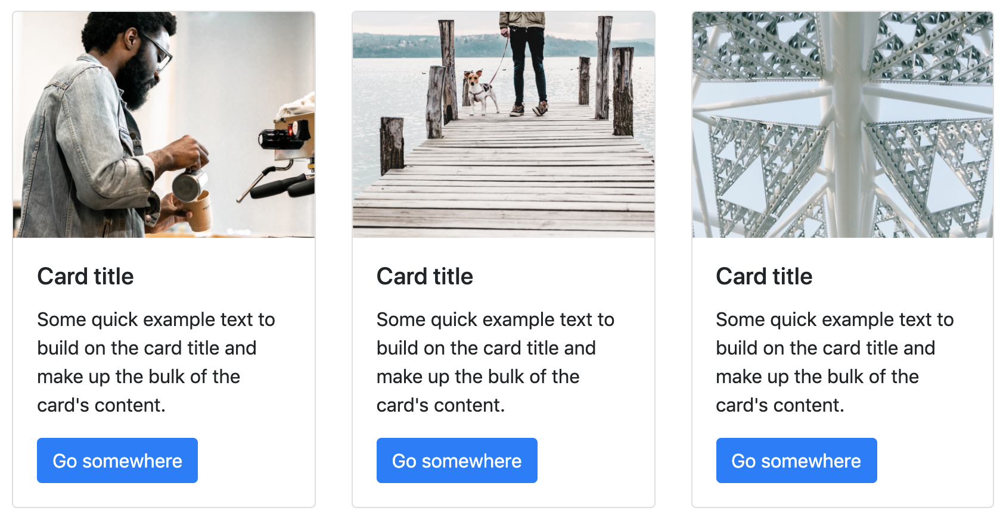 Card title
Some quick example text to
build on the card title and
make up the bulk of the
card's content.
Go somewhere
Card title
Some quick example text to
build on the card title and
make up the bulk of the
card's content.
Go somewhere
Card title
Some quick example text to
build on the card title and
make up the bulk of the
card's content.
Go somewhere